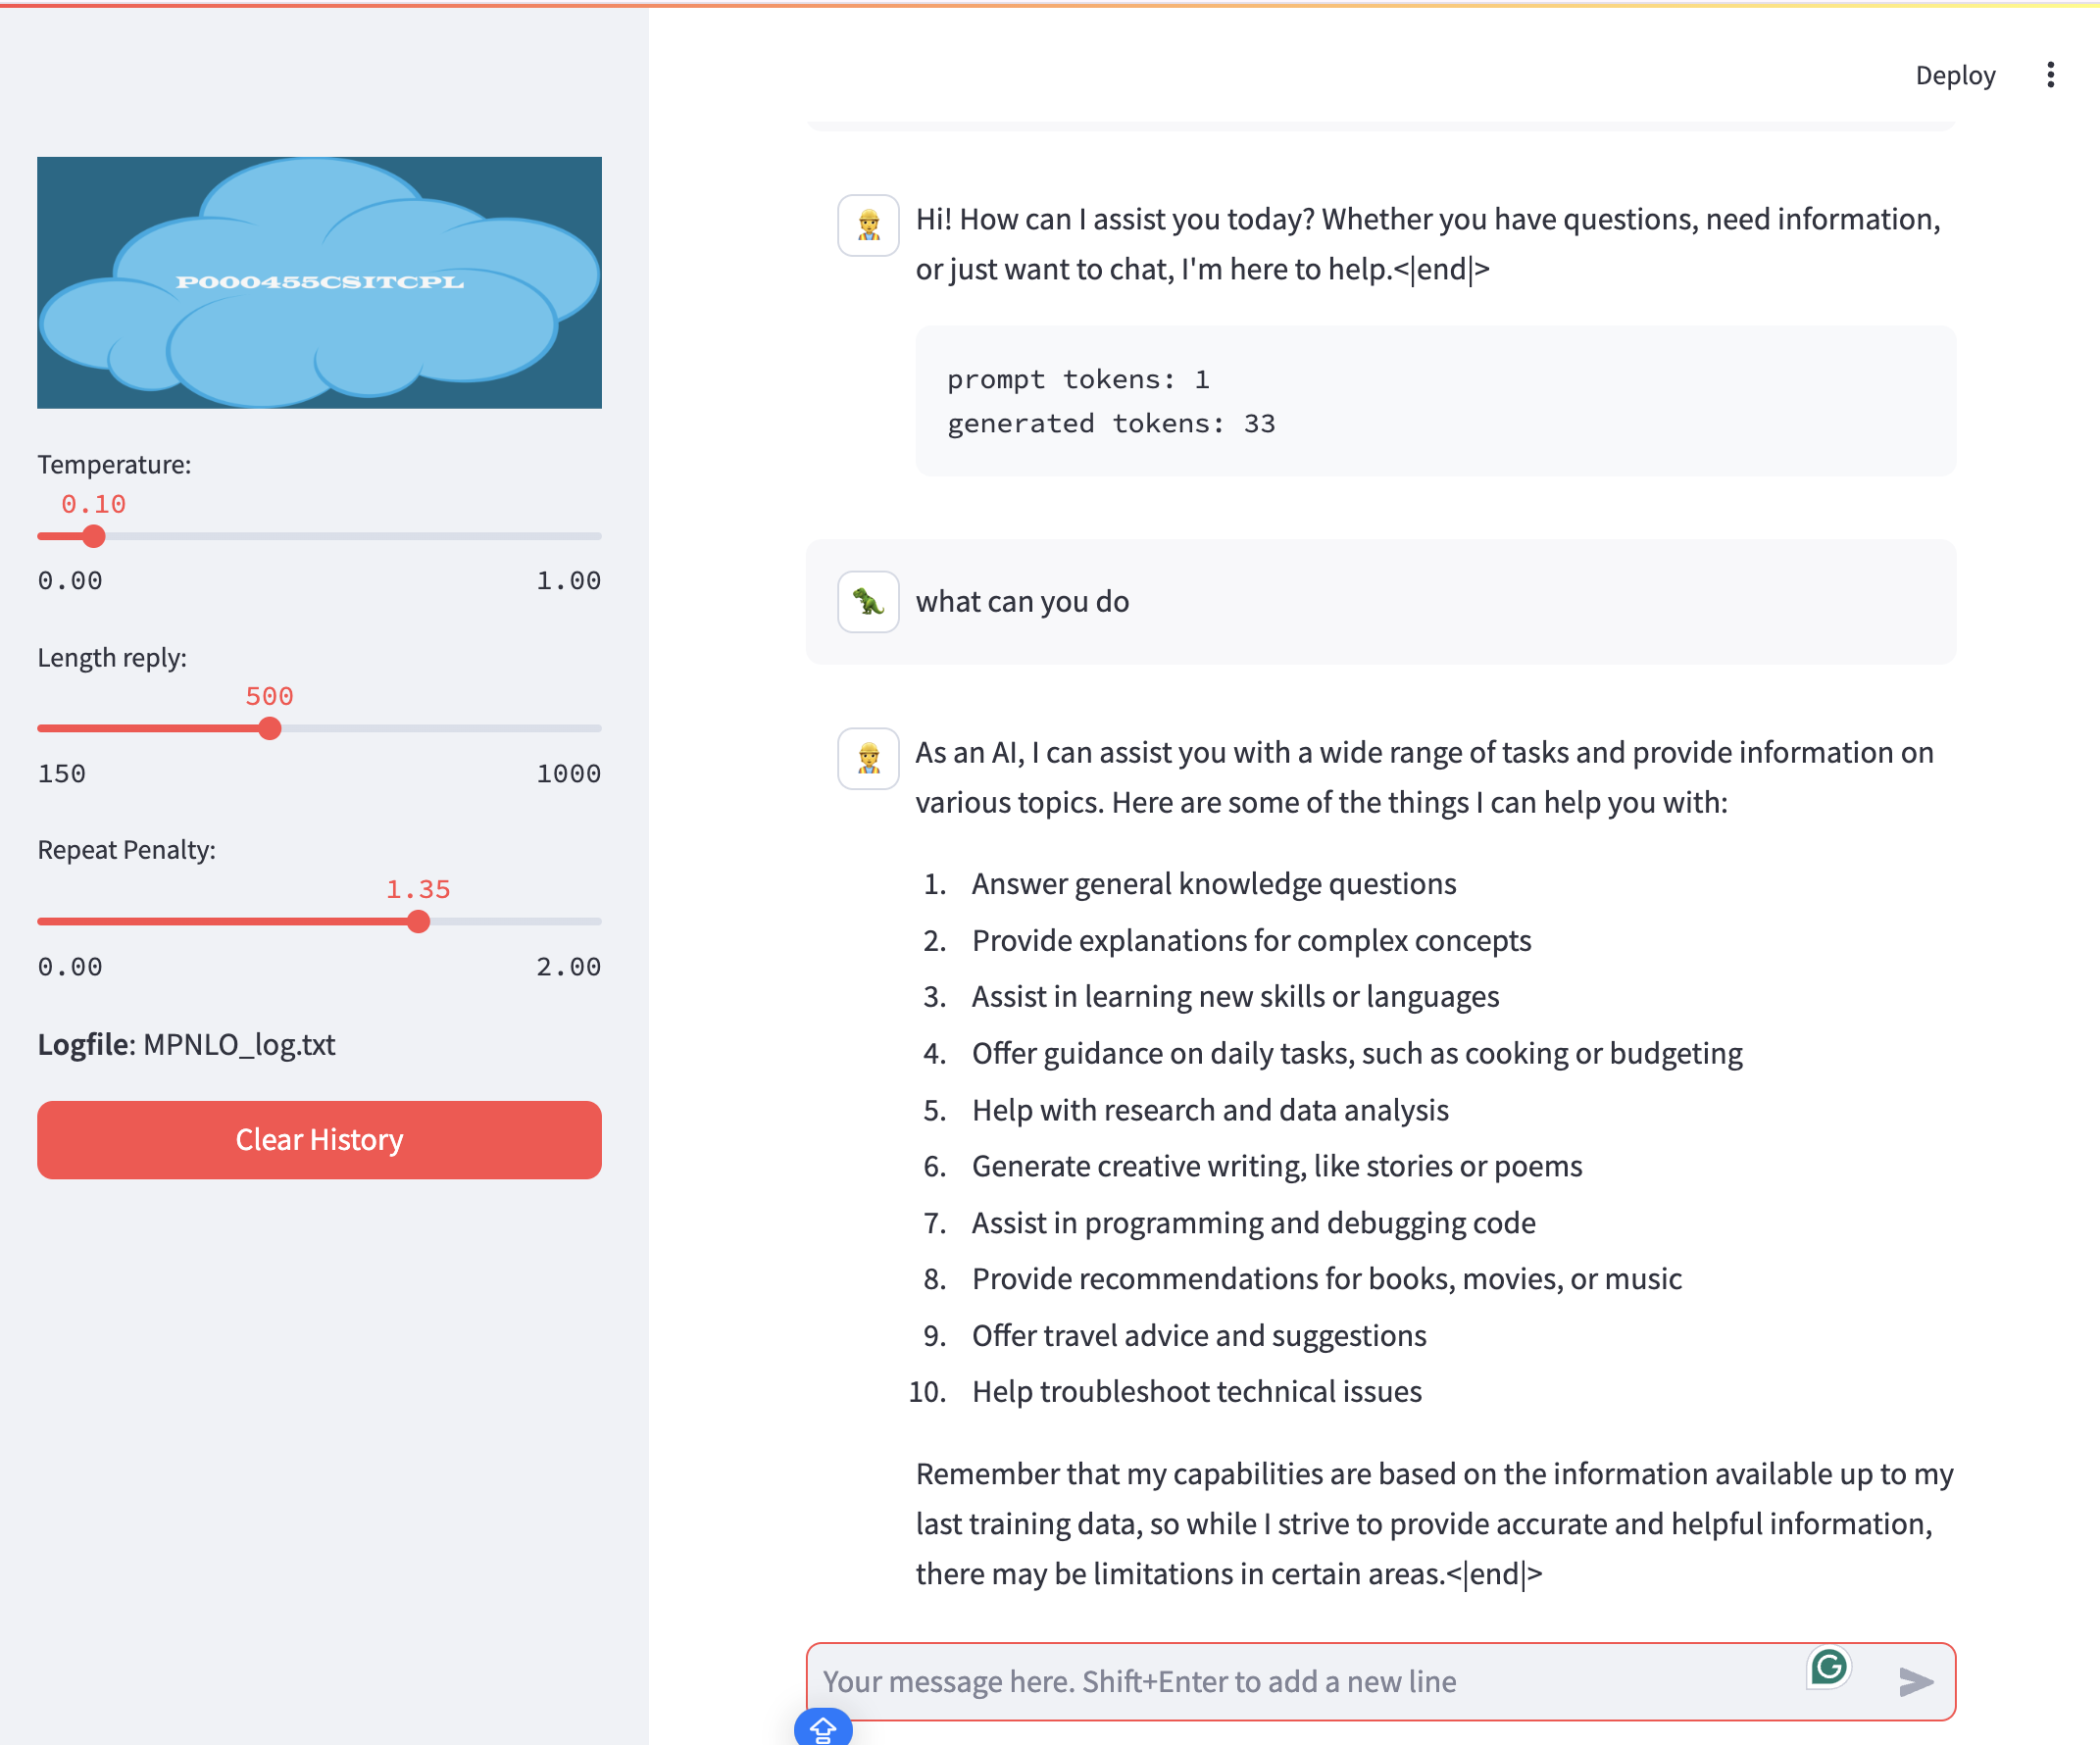 Deploy
P000455CSITCPL
Temperature:
0.10
0.00 1.00
Length reply:
500
150 1000
Repeat Penalty:
1.35
0.00 2.00
Logfile: MPNLO_log.txt
Clear History
Hi! How can I assist you today? Whether you have questions, need information,
or just want to chat, I'm here to help.<|end|>
prompt tokens: 1
generated tokens: 33
what can you do
As an AI, I can assist you with a wide range of tasks and provide information on
various topics. Here are some of the things I can help you with:
1. Answer general knowledge questions
2. Provide explanations for complex concepts
3. Assist in learning new skills or languages
4. Offer guidance on daily tasks, such as cooking or budgeting
5. Help with research and data analysis
6. Generate creative writing, like stories or poems
7. Assist in programming and debugging code
8. Provide recommendations for books, movies, or music
9. Offer travel advice and suggestions
10. Help troubleshoot technical issues
Remember that my capabilities are based on the information available up to my
last training data, so while I strive to provide accurate and helpful information,
there may be limitations in certain areas.<|end|>
Your message here. Shift+Enter to add a new line